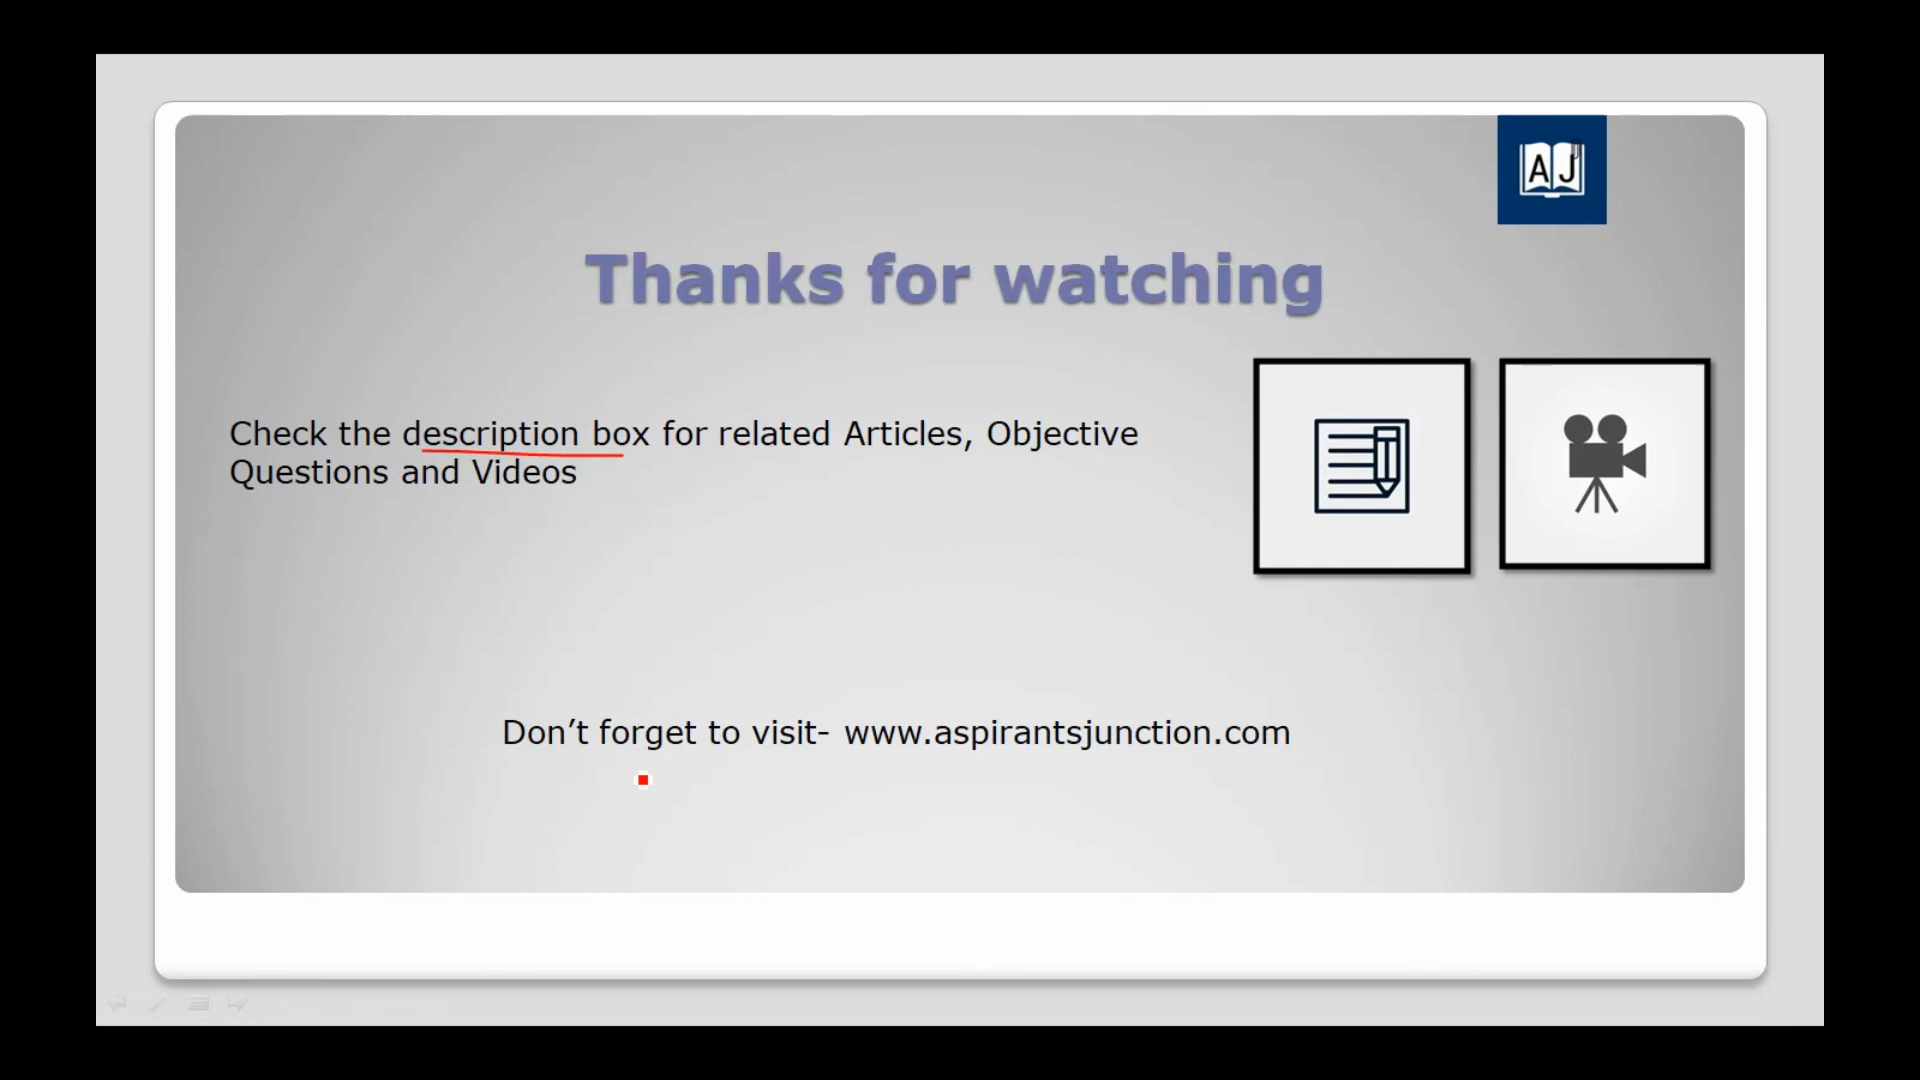 AJ
Thanks for watching
Check the description box for related Articles, Objective
Questions and Videos
Don’t forget to visit- www.aspirantsjunction.com